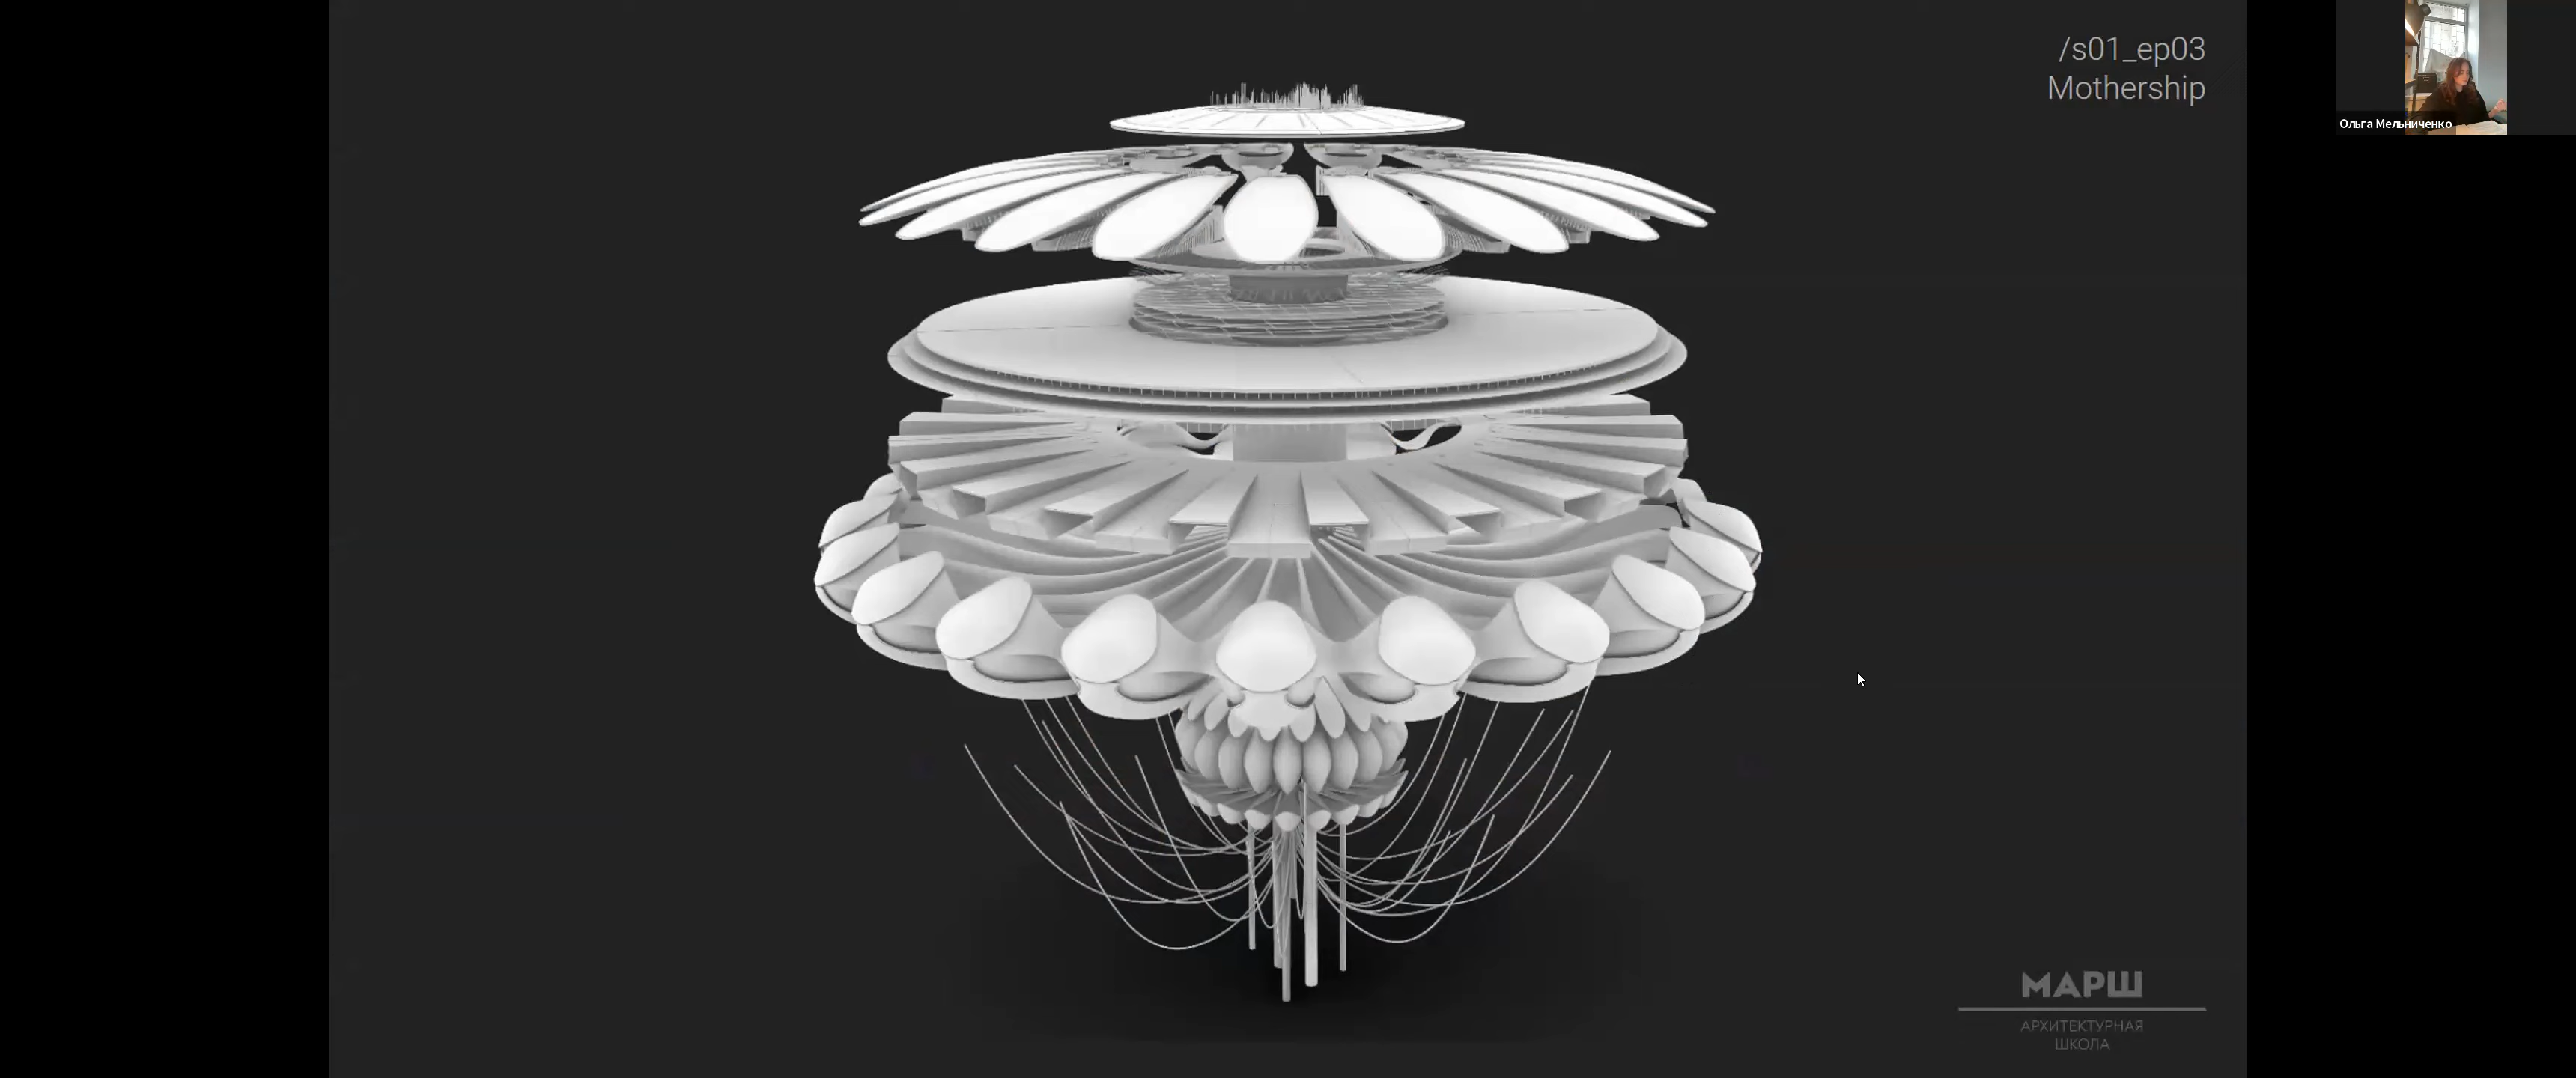 /s01_ep03
Mothership
Ольга Мельниченко
МАРШ
АРХИТЕКТУРНАЯ
ШКОЛА